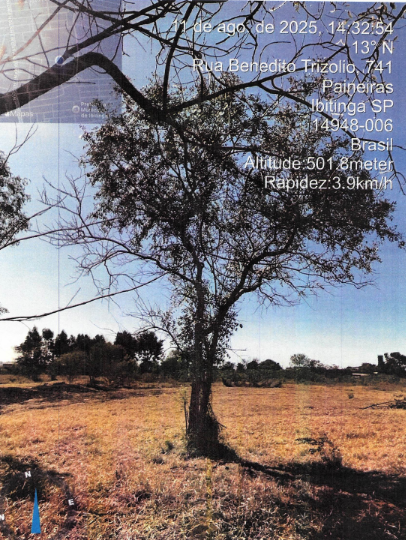 11 de ago. de 2025, 14:32:54
13° N
Rua Benedito Trizolio, 741
Paineiras
Ibitinga SP
14948-006
Brasil
Altitude:501.8meter
Rapidez:3.9km/h
N
E